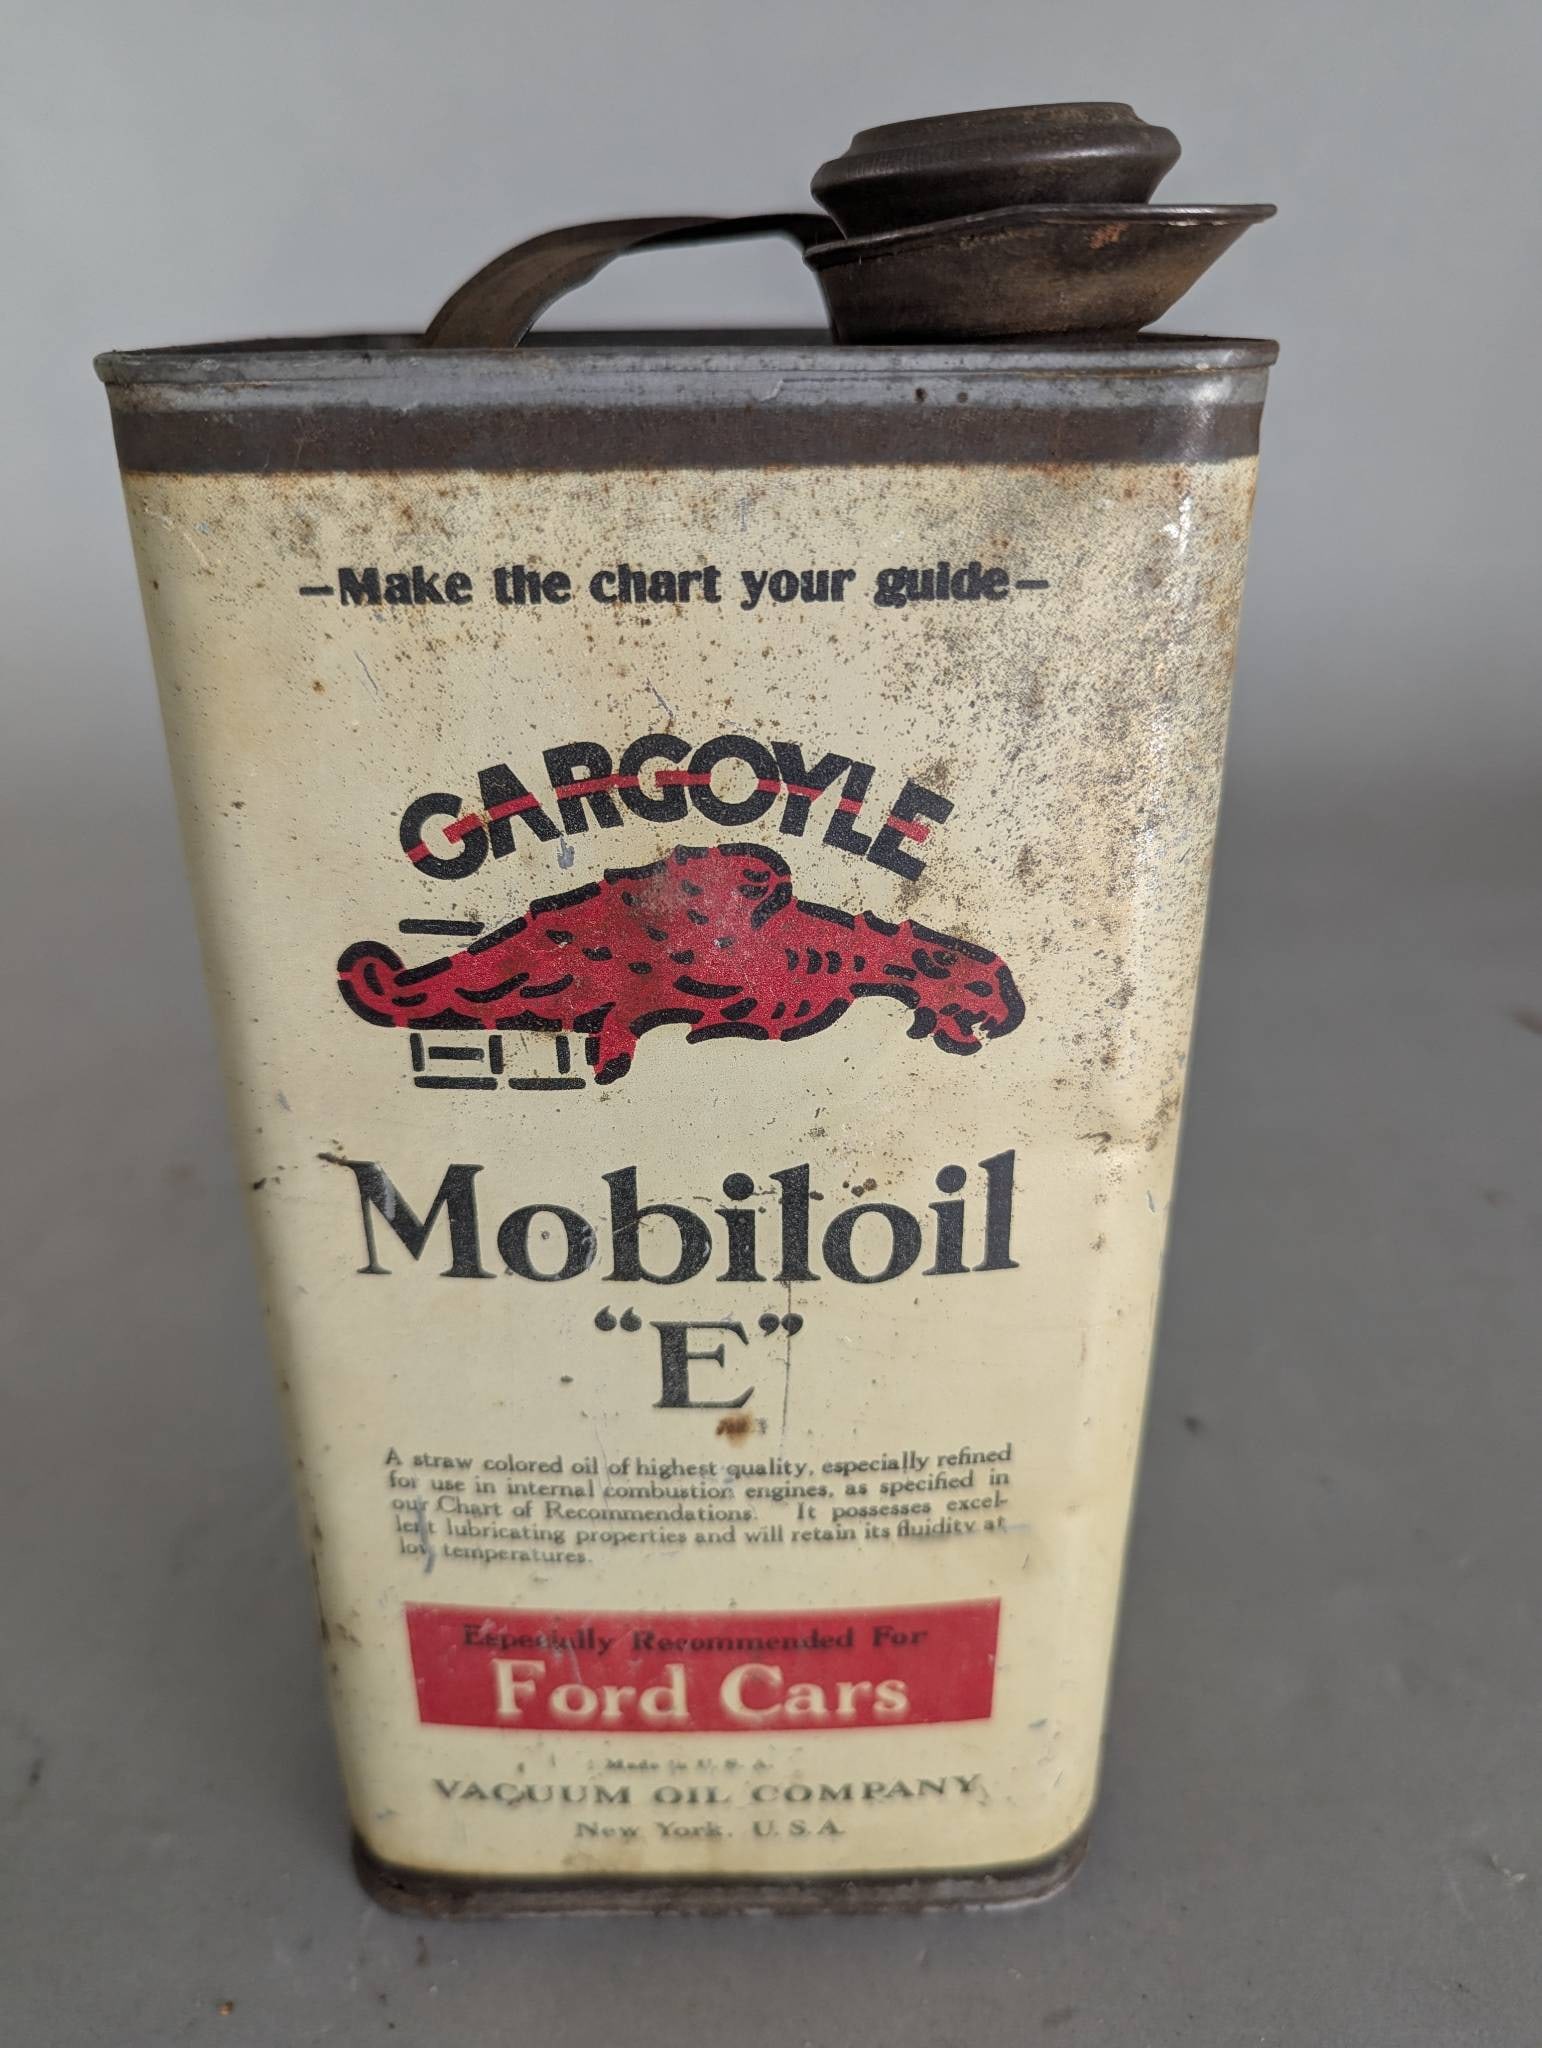 —Make the chart your guide—
GARGOYLE
Mobiloil
“E”
A straw colored oil of highest quality, especially refined
for use in internal combustion engines, as specified in
our Chart of Recommendations. It possesses excel-
lent lubricating properties and will retain its fluidity at
low temperatures.
Especially Recommended For
Ford Cars
Made in U. S. A.
VACUUM OIL COMPANY
New York, U. S. A.